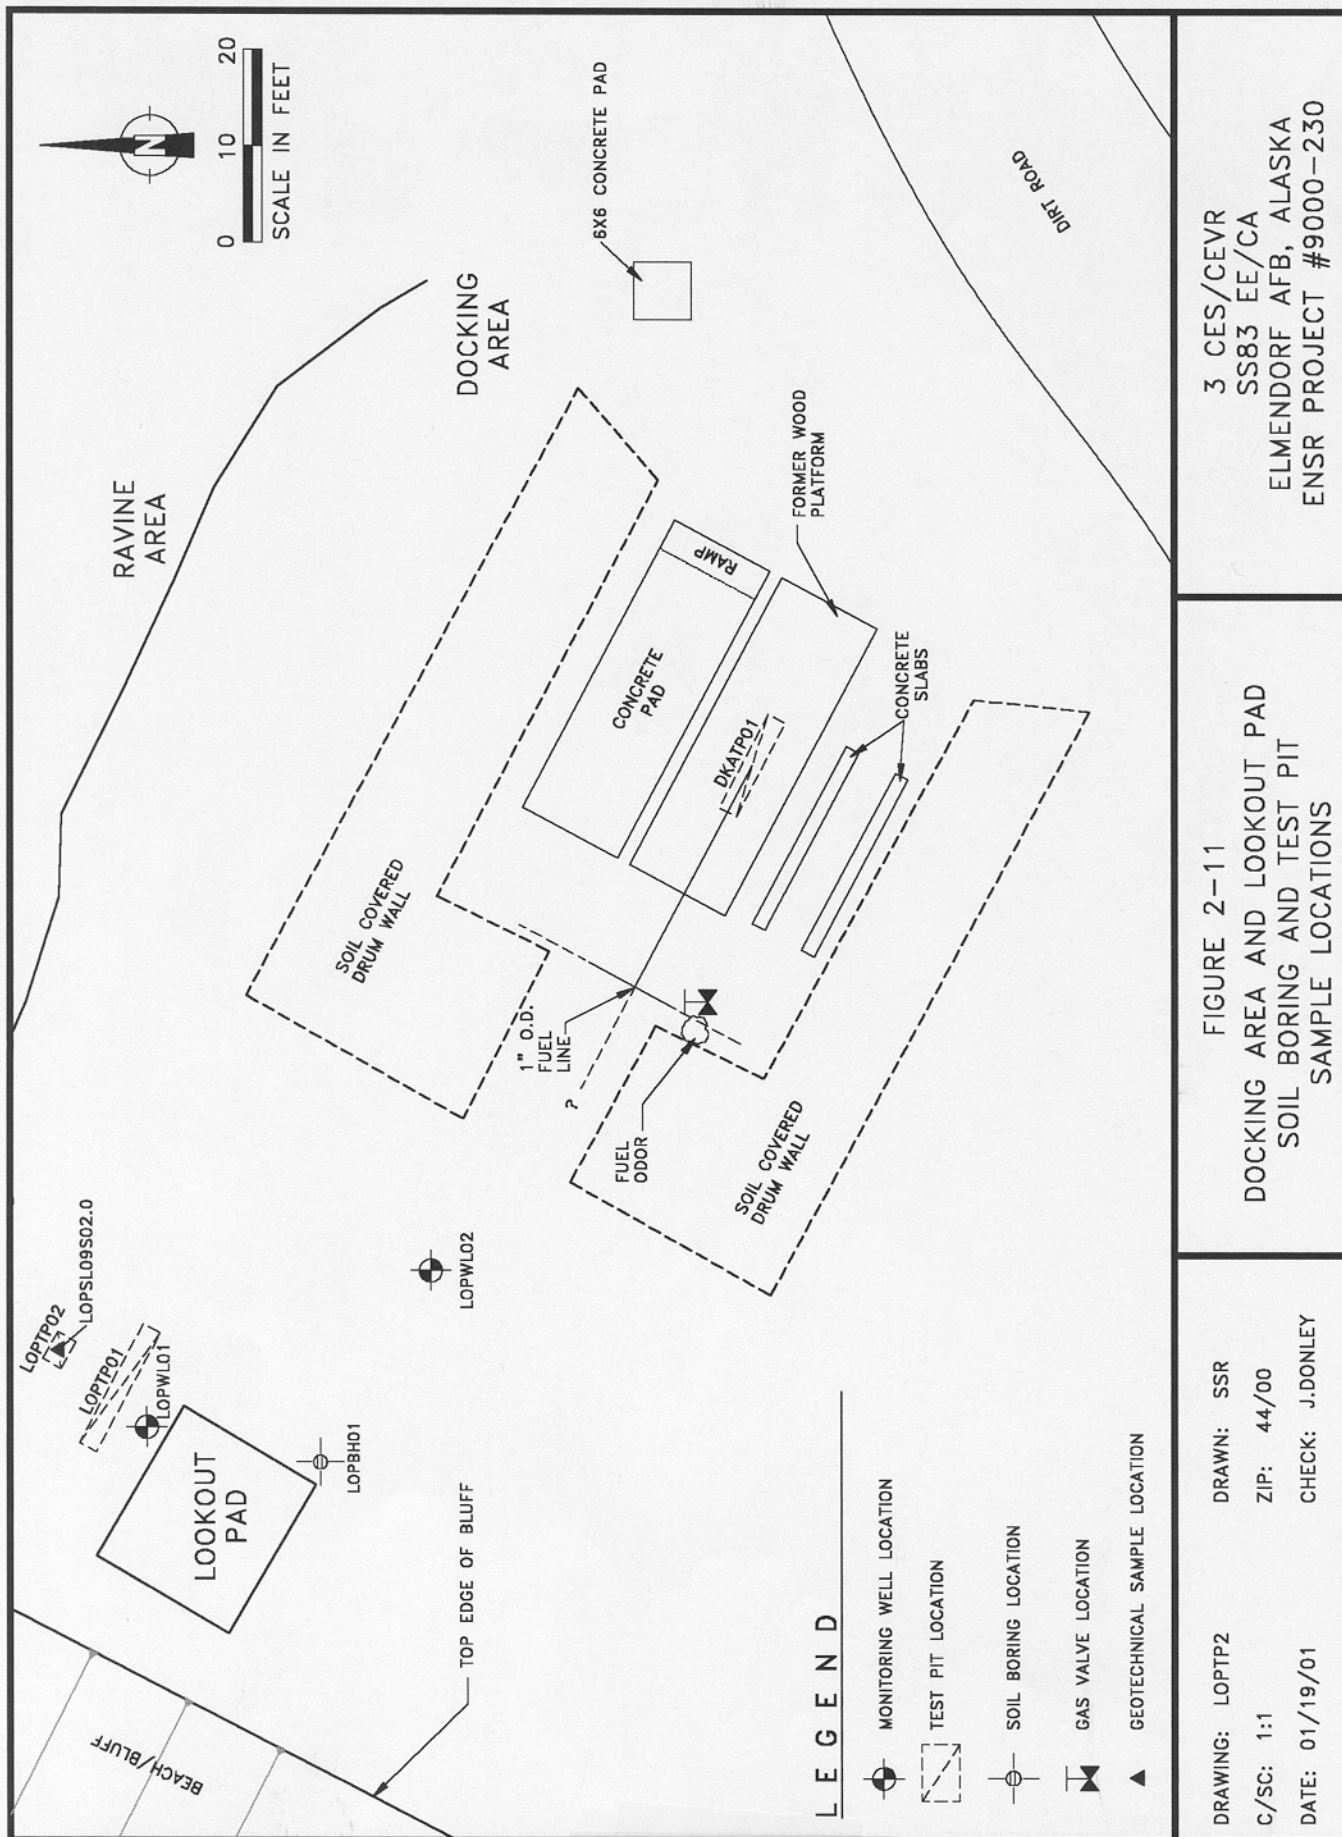 BEACH/BLUFF
TOP EDGE OF BLUFF
LOOKOUT
PAD
LOPTP02
LOPSL09S02.0
LOPTP01
LOPWL01
LOPBH01
LOPWL02
RAVINE
AREA
N
0 10 20
SCALE IN FEET
DOCKING
AREA
6X6 CONCRETE PAD
DIRT ROAD
SOIL COVERED
DRUM WALL
1" O.D.
FUEL
LINE
?
FUEL
ODOR
CONCRETE
PAD
RAMP
DKATP01
FORMER WOOD
PLATFORM
CONCRETE
SLABS
SOIL COVERED
DRUM WALL
LEGEND
MONITORING WELL LOCATION
TEST PIT LOCATION
SOIL BORING LOCATION
GAS VALVE LOCATION
GEOTECHNICAL SAMPLE LOCATION
DRAWING: LOPTP2 DRAWN: SSR
C/SC: 1:1 ZIP: 44/00
DATE: 01/19/01 CHECK: J.DONLEY
FIGURE 2-11
DOCKING AREA AND LOOKOUT PAD
SOIL BORING AND TEST PIT
SAMPLE LOCATIONS
3 CES/CEVR
SS83 EE/CA
ELMENDORF AFB, ALASKA
ENSR PROJECT #9000-230